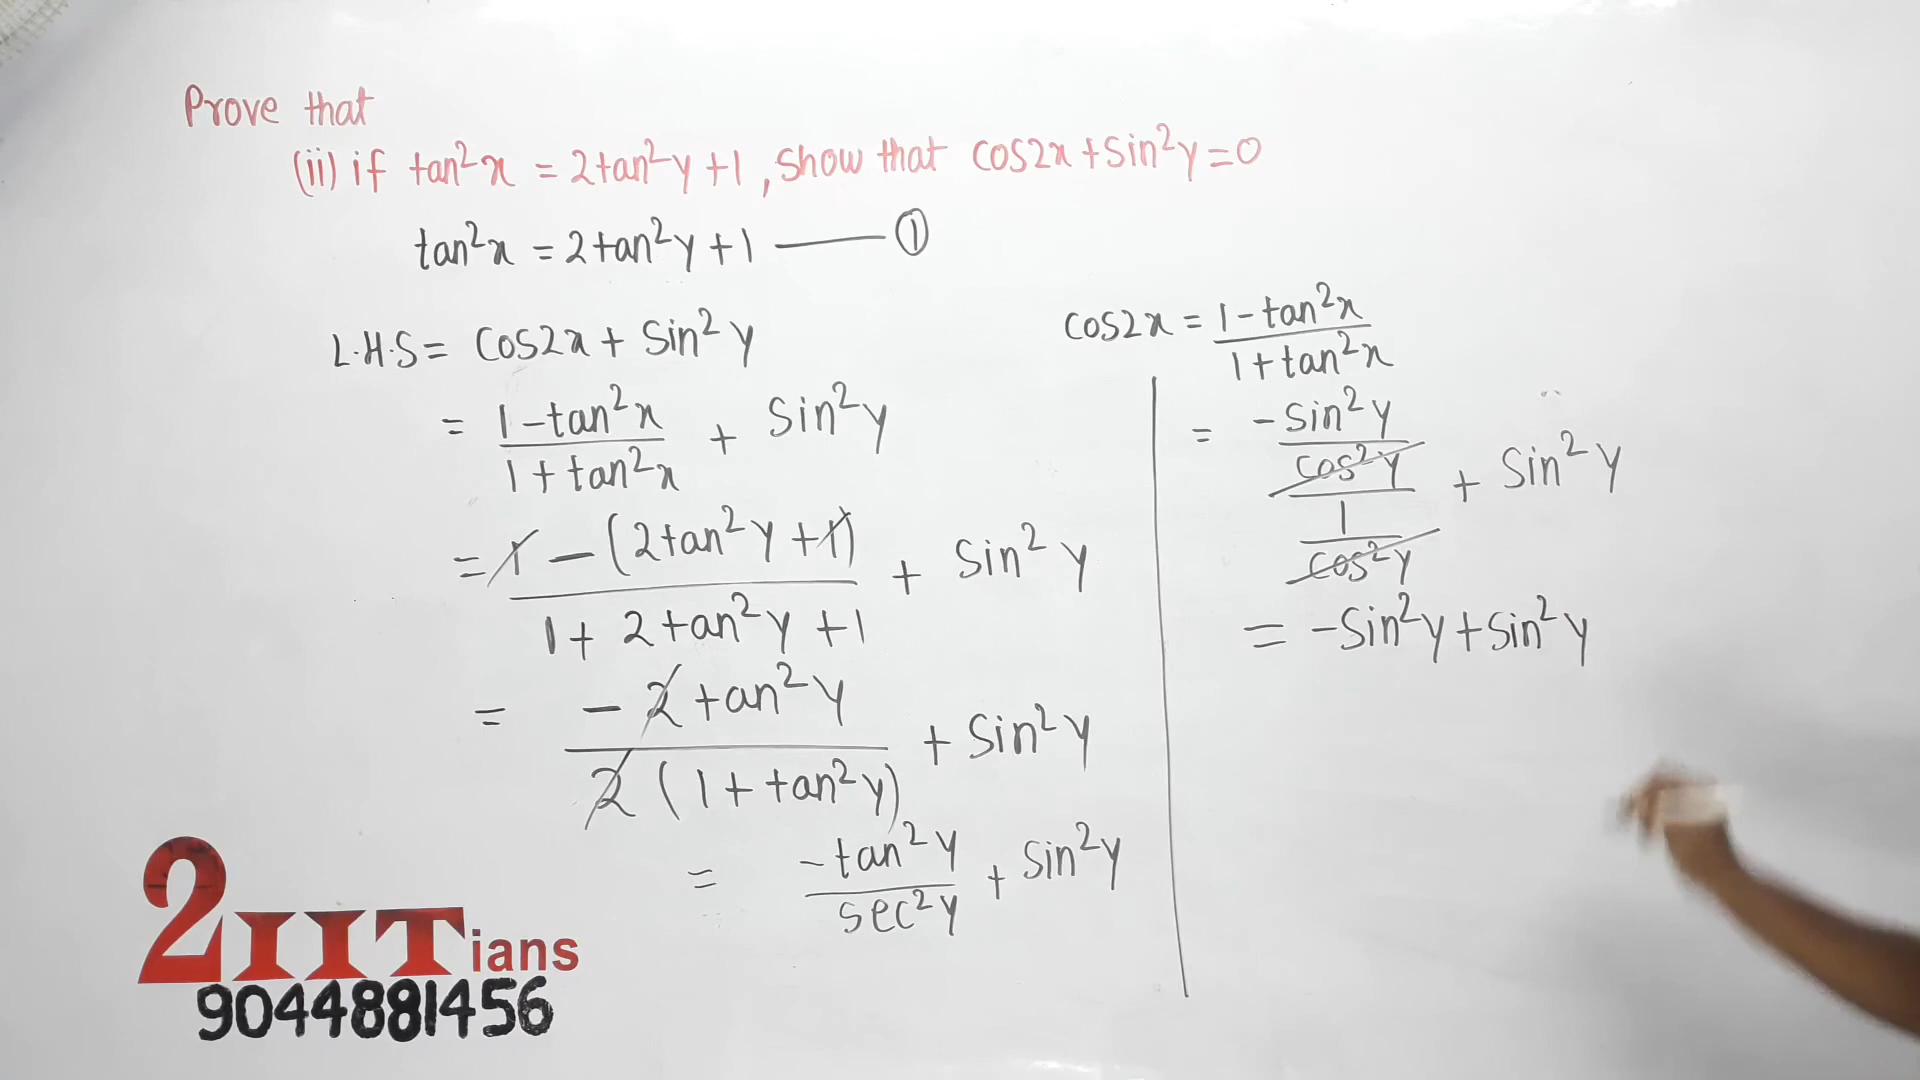 Prove that
(ii) if tan²x = 2tan²y + 1, show that cos2x + sin²y = 0
tan²x = 2tan²y + 1 —— ①
L.H.S = cos2x + sin²y
= (1 - tan²x)/(1 + tan²x) + sin²y
= 1 - (2tan²y + 1)/(1 + 2tan²y + 1) + sin²y
= -2tan²y/(2(1 + tan²y)) + sin²y
= -tan²y/sec²y + sin²y
cos2x = (1 - tan²x)/(1 + tan²x)
= (-sin²y/cos²y)/(1/cos²y) + sin²y
= -sin²y + sin²y
2IITians
9044881456